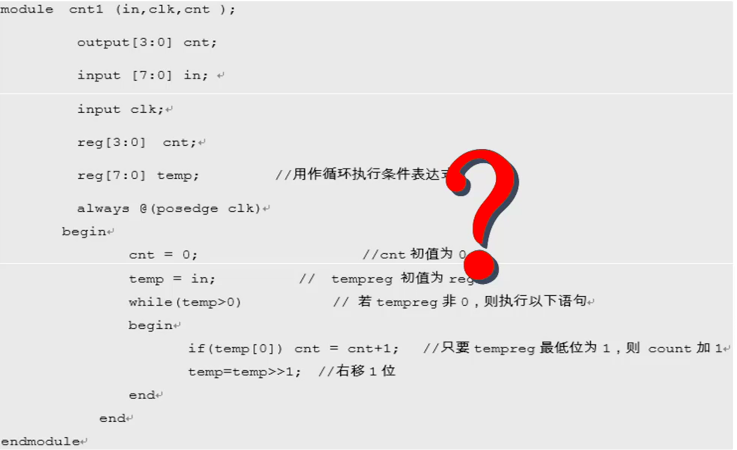 module cnt1 (in,clk,cnt );
output[3:0] cnt;
input [7:0] in;
input clk;
reg[3:0] cnt;
reg[7:0] temp; //用作循环执行条件表达式
always @(posedge clk)
begin
cnt = 0; //cnt 初值为 0
temp = in; // tempreg 初值为 reg
while(temp>0) // 若 tempreg 非 0，则执行以下语句
begin
if(temp[0]) cnt = cnt+1; //只要 tempreg 最低位为 1，则 count 加 1
temp=temp>>1; //右移 1 位
end
end
endmodule
?